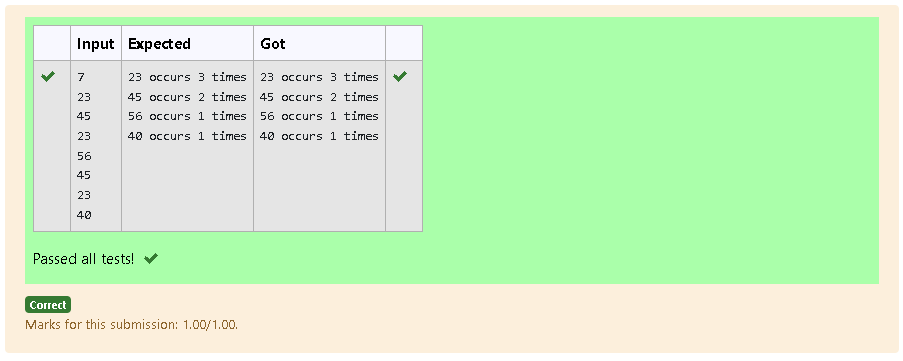 Input Expected Got
7 23 occurs 3 times 23 occurs 3 times
23 45 occurs 2 times 45 occurs 2 times
45 56 occurs 1 times 56 occurs 1 times
23 40 occurs 1 times 40 occurs 1 times
56
45
23
40
Passed all tests!
Correct
Marks for this submission: 1.00/1.00.